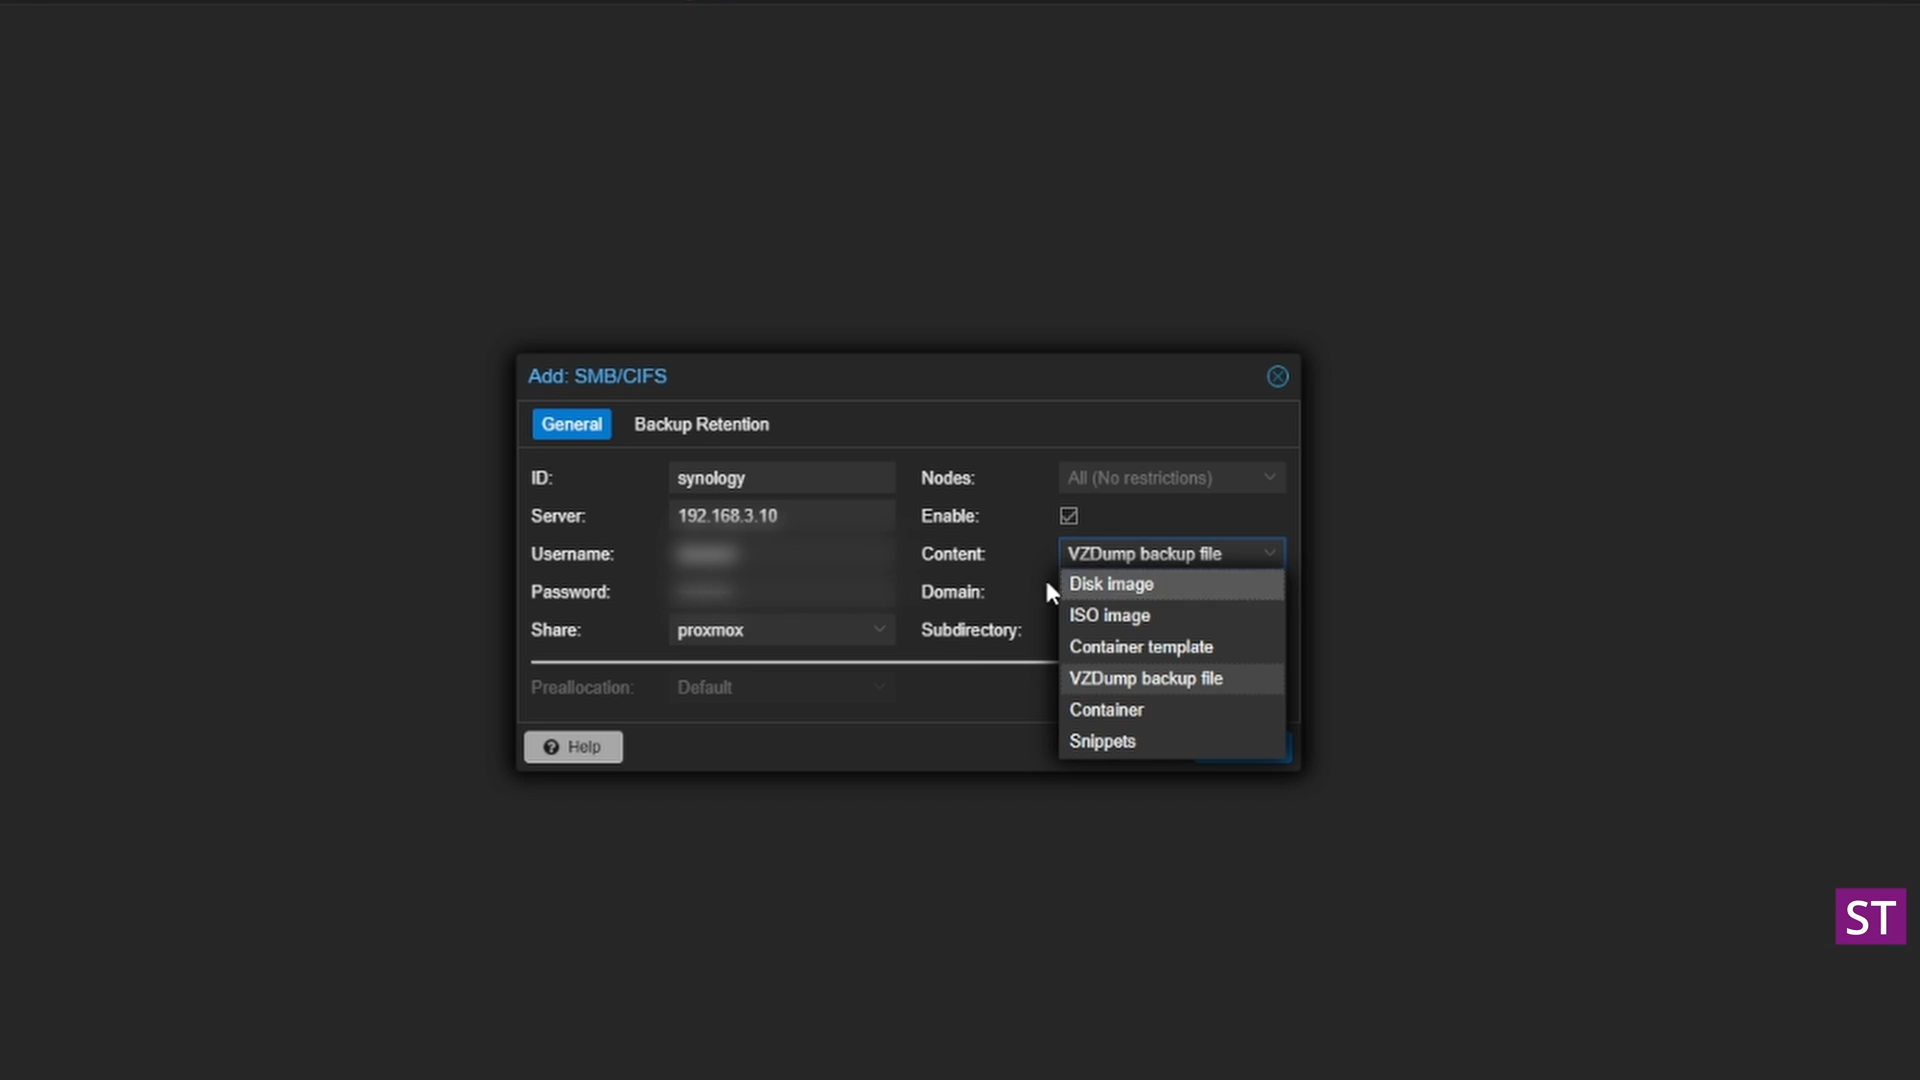 Add: SMB/CIFS
General Backup Retention
ID: synology Nodes: All (No restrictions)
Server: 192.168.3.10 Enable:
Username: Content: VZDump backup file
Password: Domain:
Share: proxmox Subdirectory:
Disk image
ISO image
Container template
VZDump backup file
Container
Snippets
Preallocation: Default
Help
ST